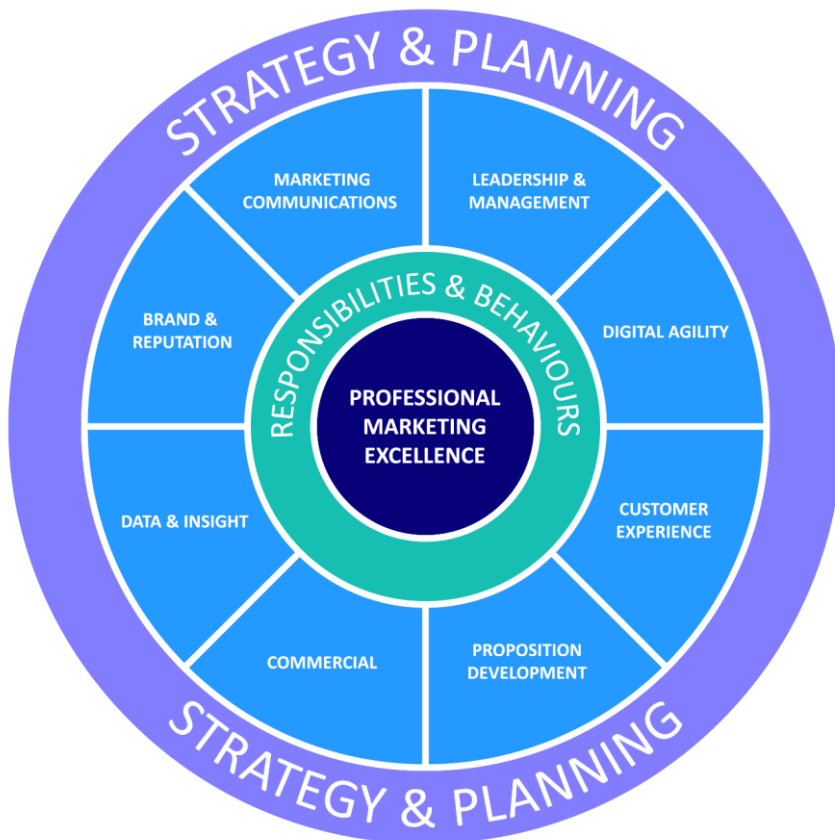 STRATEGY & PLANNING
MARKETING
COMMUNICATIONS
LEADERSHIP &
MANAGEMENT
BRAND &
REPUTATION
DIGITAL AGILITY
RESPONSIBILITIES & BEHAVIOURS
PROFESSIONAL
MARKETING
EXCELLENCE
DATA & INSIGHT
CUSTOMER
EXPERIENCE
COMMERCIAL
PROPOSITION
DEVELOPMENT
STRATEGY & PLANNING